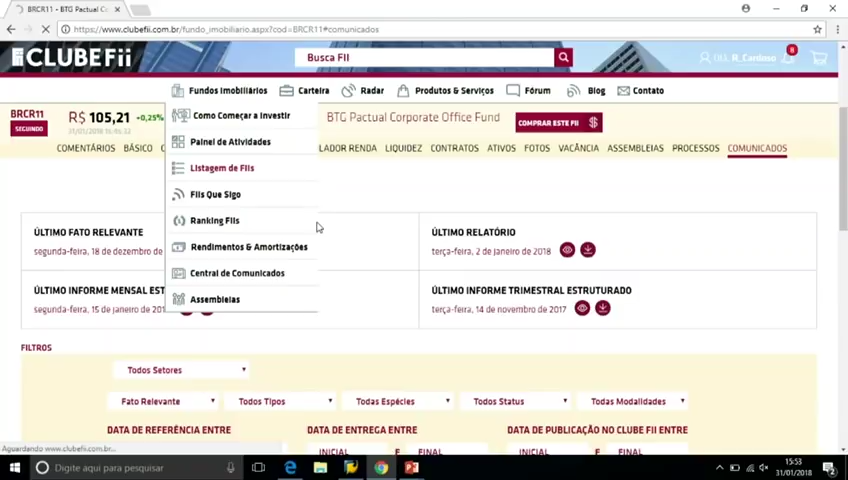 BRCR11 - BTG Pactual Corporate O
https://www.clubefii.com.br/fundo_imobiliario.aspx?cod=BRCR11#comunicados
CLUBEFii
Busca FII
R. Cardoso
8
Fundos Imobiliários Carteira Radar Produtos & Serviços Fórum Blog Contato
BRCR11
SEGUINDO
R$ 105,21 +0,25%
BTG Pactual Corporate Office Fund
COMPRAR ESTE FII $
Como Começar a Investir
Painel de Atividades
Listagem de FIIs
FIIs Que Sigo
Ranking FIIs
Rendimentos & Amortizações
Central de Comunicados
Assembleias
COMENTÁRIOS BÁSICO LADOR RENDA LIQUIDEZ CONTRATOS ATIVOS FOTOS VACÂNCIA ASSEMBLEIAS PROCESSOS COMUNICADOS
ÚLTIMO FATO RELEVANTE
segunda-feira, 18 de dezembro de
ÚLTIMO RELATÓRIO
terça-feira, 2 de janeiro de 2018
ÚLTIMO INFORME MENSAL EST
segunda-feira, 15 de janeiro de 201
ÚLTIMO INFORME TRIMESTRAL ESTRUTURADO
terça-feira, 14 de novembro de 2017
FILTROS
Todos Setores
Fato Relevante Todos Tipos Todas Espécies Todos Status Todas Modalidades
DATA DE REFERÊNCIA ENTRE DATA DE ENTREGA ENTRE DATA DE PUBLICAÇÃO NO CLUBE FII ENTRE
INICIAL E FINAL INICIAL E FINAL
Aguardando www.clubefii.com.br...
Digite aqui para pesquisar
15:53
31/01/2018